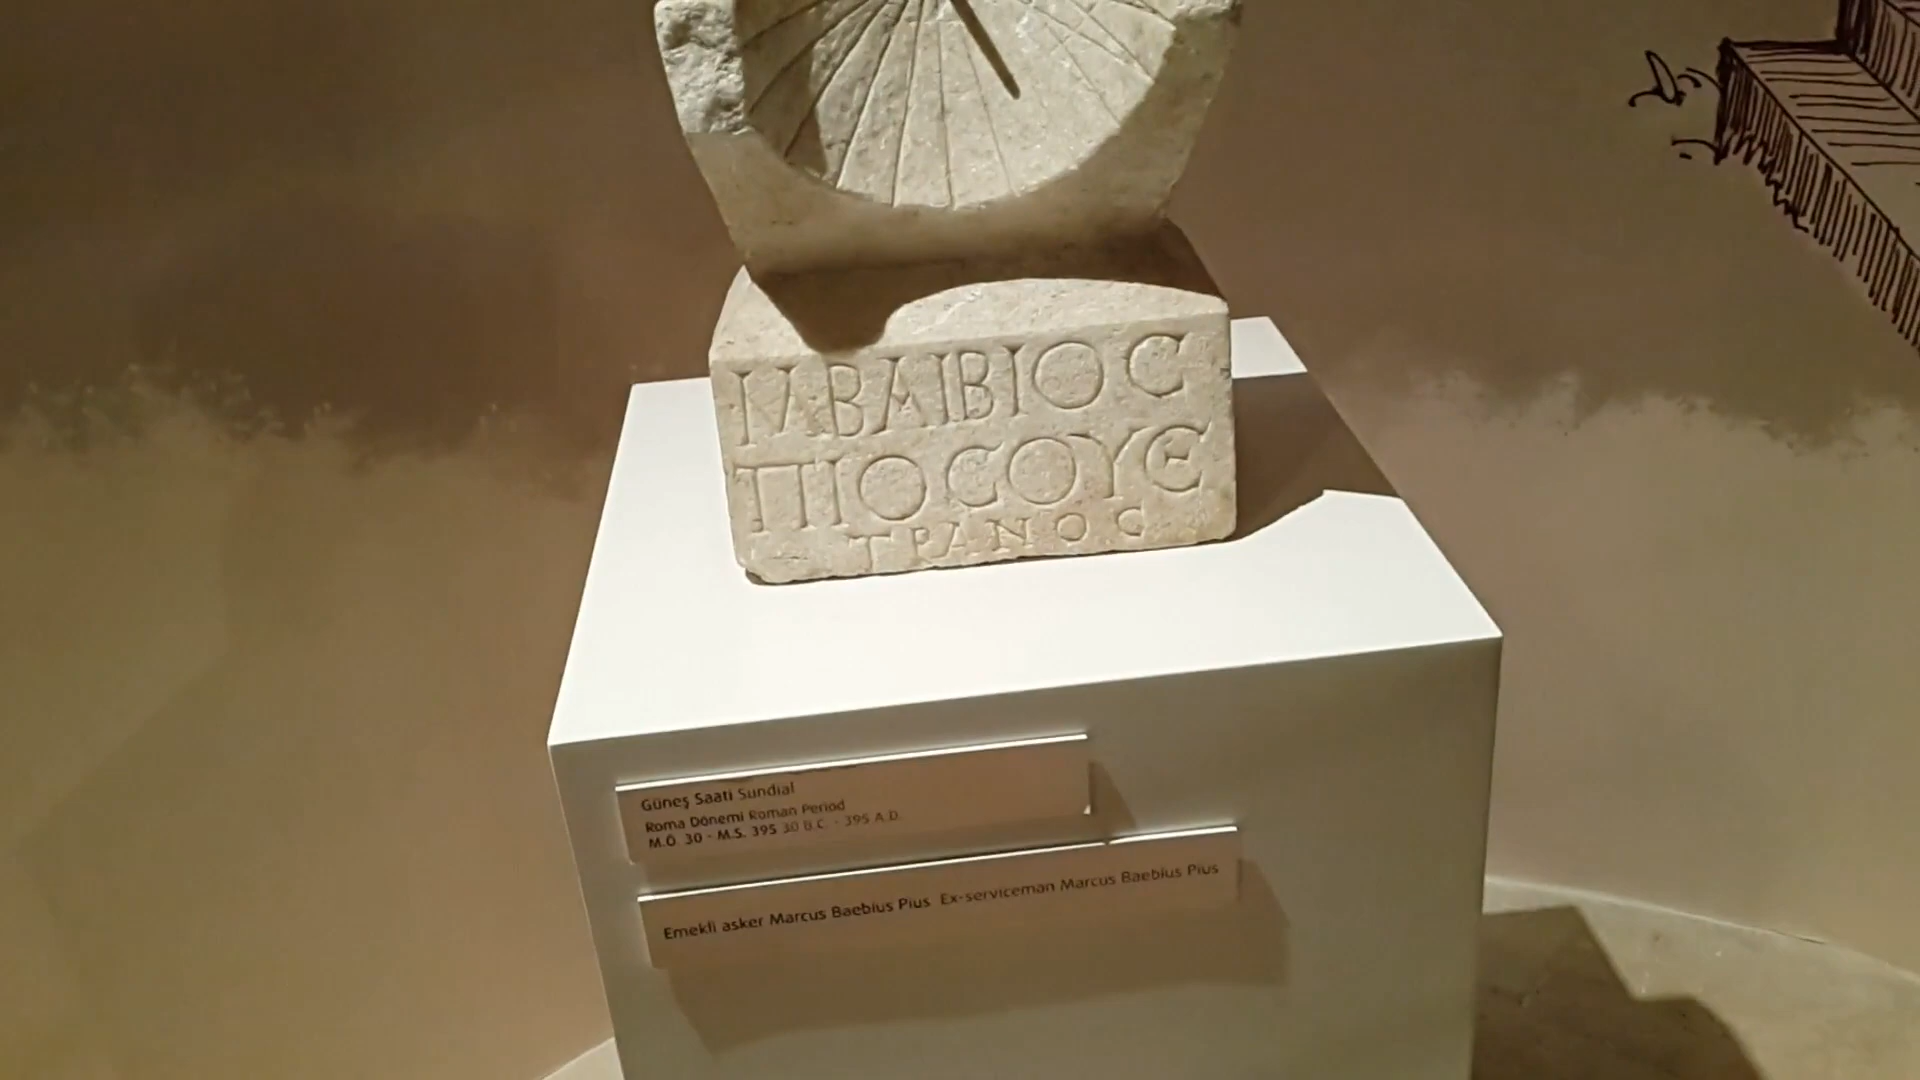 ΜΒΑΙΒΙΟϹ
ΠΙΟϹΟΥЄ
ΤΡΑΝΟϹ
Güneş Saati Sundial
Roma Dönemi Roman Period
M.Ö. 30 - M.S. 395 30 B.C. - 395 A.D.
Emekli asker Marcus Baebius Pius Ex-serviceman Marcus Baebius Pius